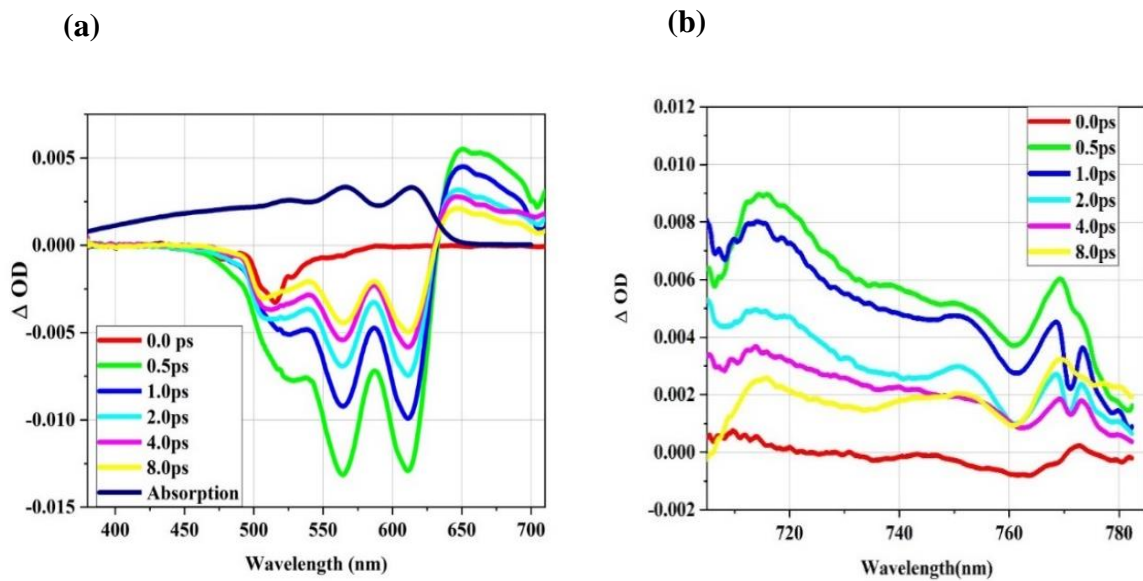 (a)
0.005
0.000
-0.005
-0.010
-0.015
Δ OD
0.0 ps
0.5ps
1.0ps
2.0ps
4.0ps
8.0ps
Absorption
400 450 500 550 600 650 700
Wavelength (nm)
(b)
0.012
0.010
0.008
0.006
0.004
0.002
0.000
-0.002
Δ OD
0.0ps
0.5ps
1.0ps
2.0ps
4.0ps
8.0ps
720 740 760 780
Wavelength(nm)